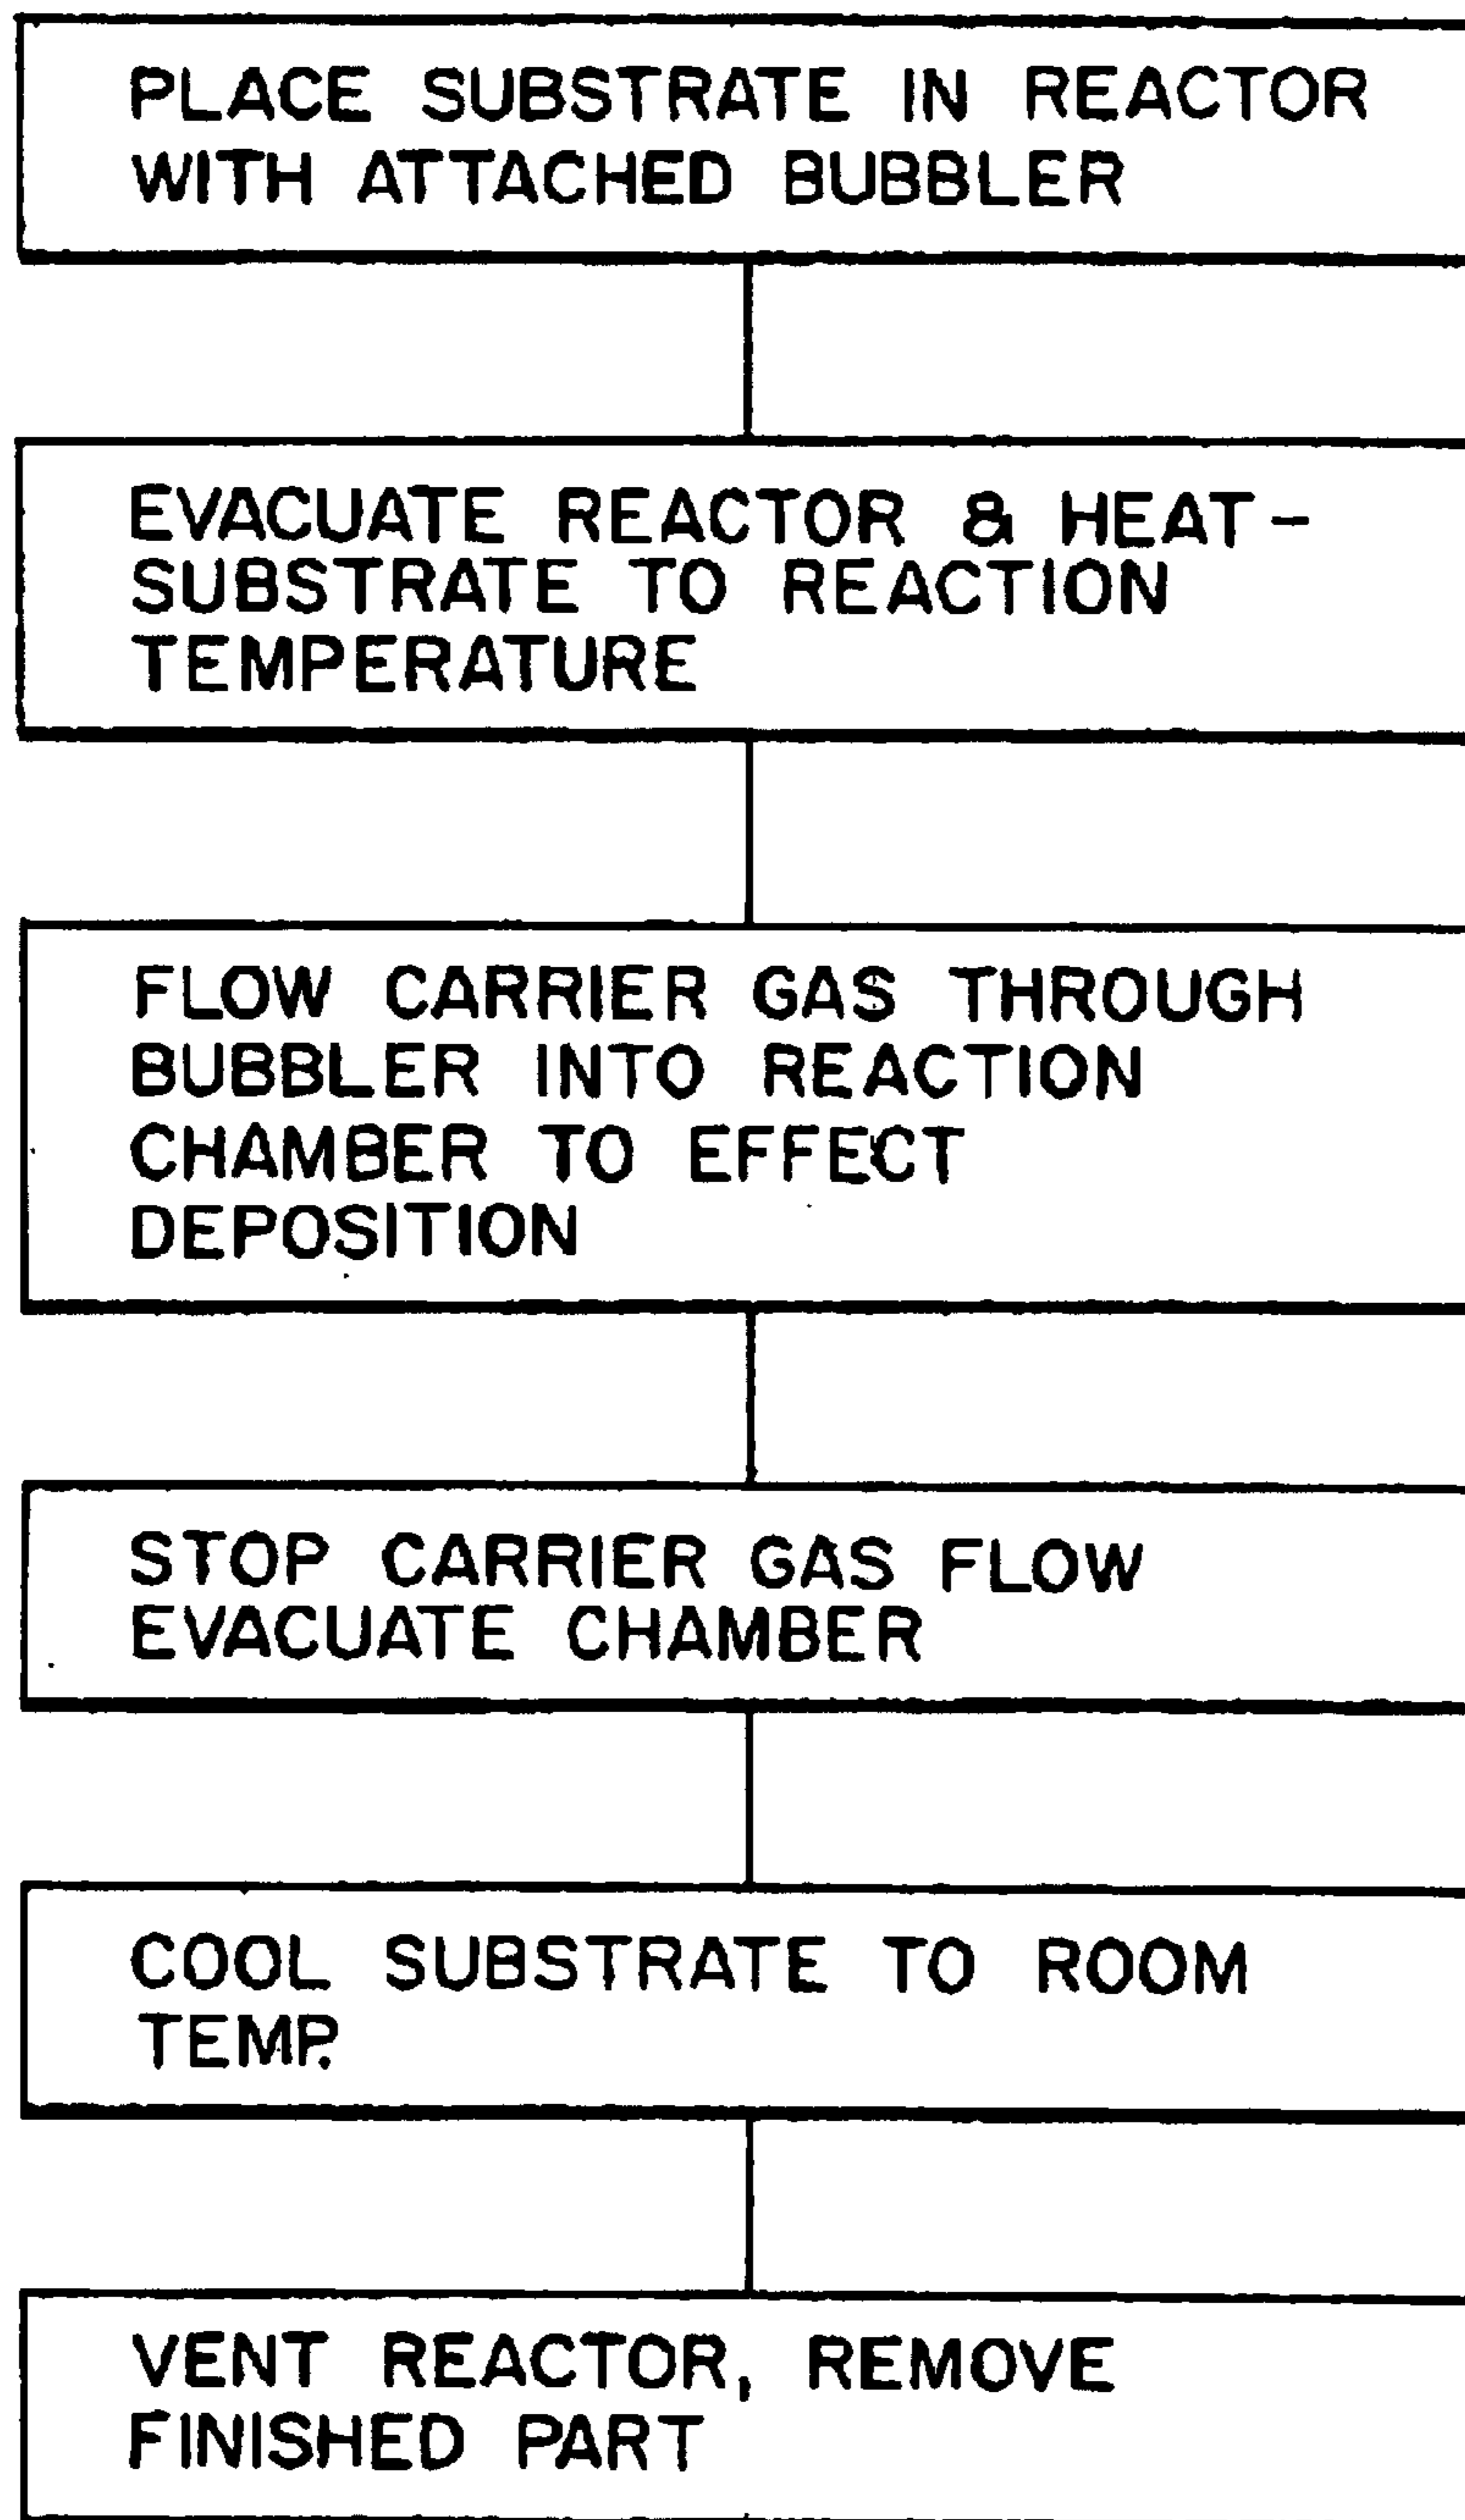 PLACE SUBSTRATE IN REACTOR
WITH ATTACHED BUBBLER
EVACUATE REACTOR & HEAT-
SUBSTRATE TO REACTION
TEMPERATURE
FLOW CARRIER GAS THROUGH
BUBBLER INTO REACTION
CHAMBER TO EFFECT
DEPOSITION
STOP CARRIER GAS FLOW
EVACUATE CHAMBER
COOL SUBSTRATE TO ROOM
TEMP.
VENT REACTOR, REMOVE
FINISHED PART